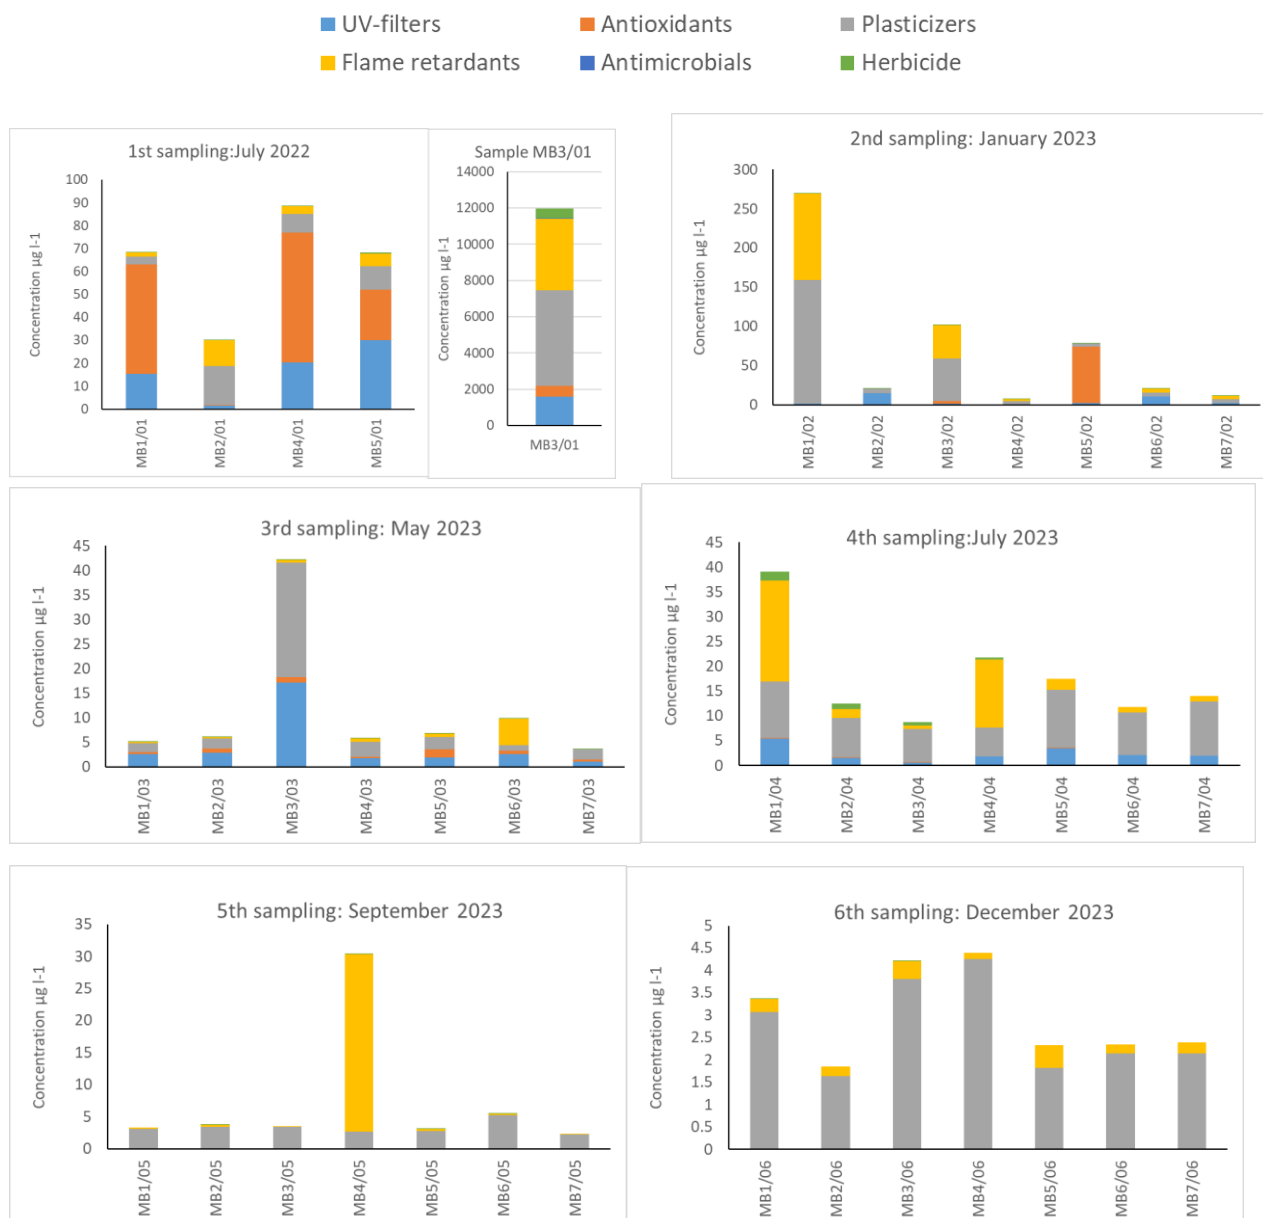 UV-filters Antioxidants Plasticizers
Flame retardants Antimicrobials Herbicide
1st sampling:July 2022
Concentration µg l-1
100
90
80
70
60
50
40
30
20
10
0
MB1/01 MB2/01 MB4/01 MB5/01
Sample MB3/01
Concentration µg l-1
14000
12000
10000
8000
6000
4000
2000
0
MB3/01
2nd sampling: January 2023
Concentration µg l-1
300
250
200
150
100
50
0
MB1/02 MB2/02 MB3/02 MB4/02 MB5/02 MB6/02 MB7/02
3rd sampling: May 2023
Concentration µg l-1
45
40
35
30
25
20
15
10
5
0
MB1/03 MB2/03 MB3/03 MB4/03 MB5/03 MB6/03 MB7/03
4th sampling:July 2023
Concentration µg l-1
45
40
35
30
25
20
15
10
5
0
MB1/04 MB2/04 MB3/04 MB4/04 MB5/04 MB6/04 MB7/04
5th sampling: September 2023
Concentration µg l-1
35
30
25
20
15
10
5
0
MB1/05 MB2/05 MB3/05 MB4/05 MB5/05 MB6/05 MB7/05
6th sampling: December 2023
Concentration µg l-1
5
4.5
4
3.5
3
2.5
2
1.5
1
0.5
0
MB1/06 MB2/06 MB3/06 MB4/06 MB5/06 MB6/06 MB7/06